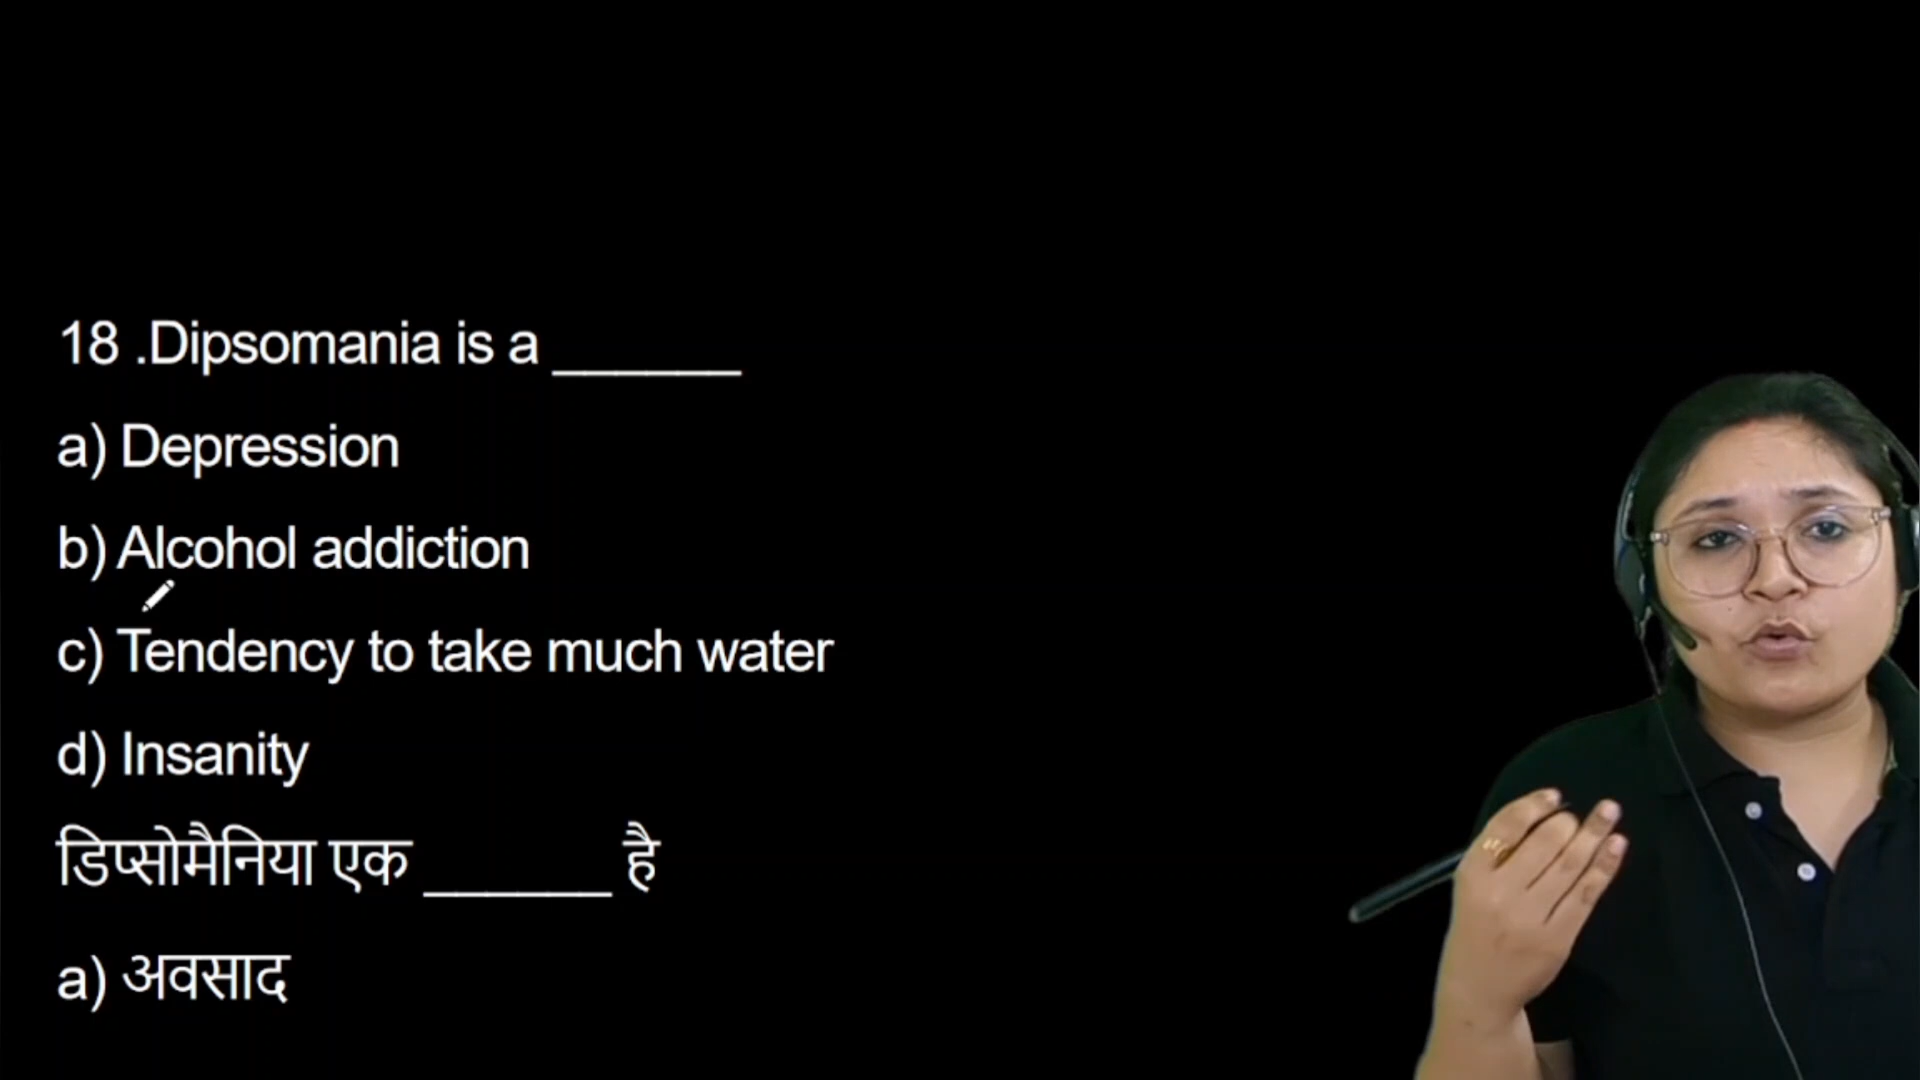 18 .Dipsomania is a ______
a) Depression
b) Alcohol addiction
c) Tendency to take much water
d) Insanity
डिप्सोमैनिया एक ______ है
a) अवसाद